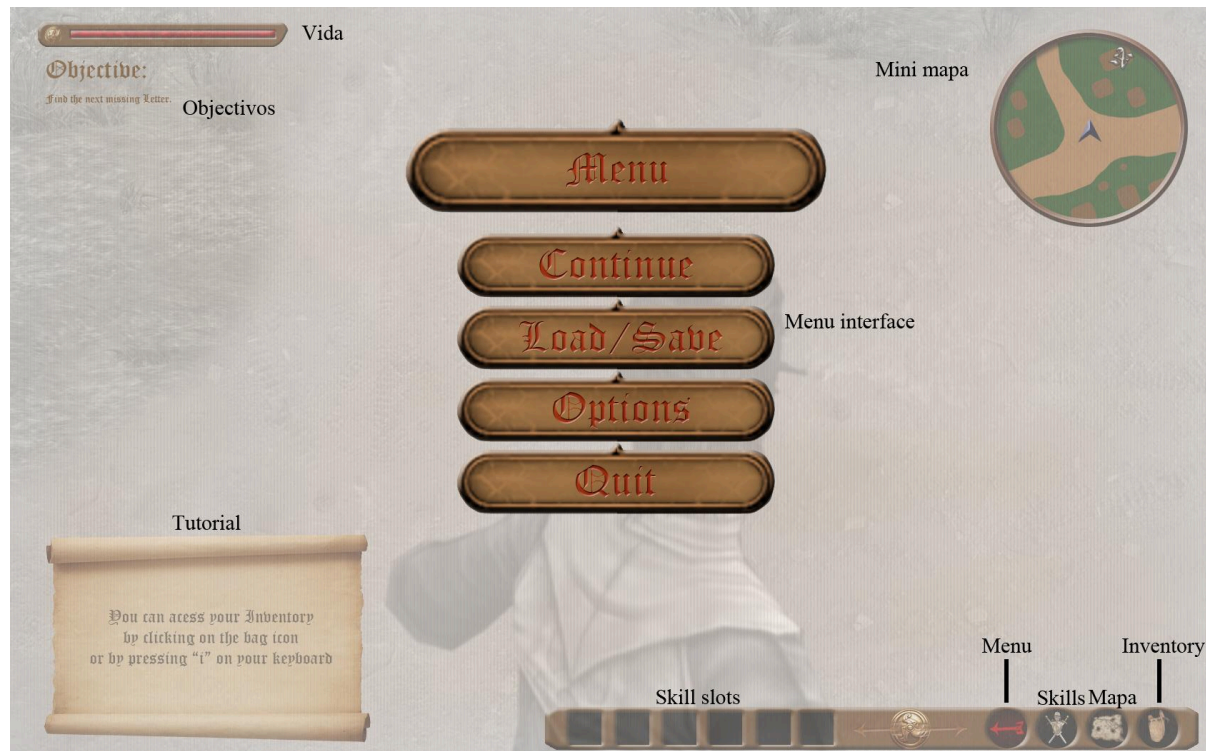 Vida
Objective:
Find the next missing Letter.
Objectivos
Mini mapa
Menu
Continue
Load/Save
Menu interface
Options
Quit
Tutorial
You can acess your Inventory
by clicking on the bag icon
or by pressing "i" on your keyboard
Menu
Inventory
Skill slots
Skills
Mapa